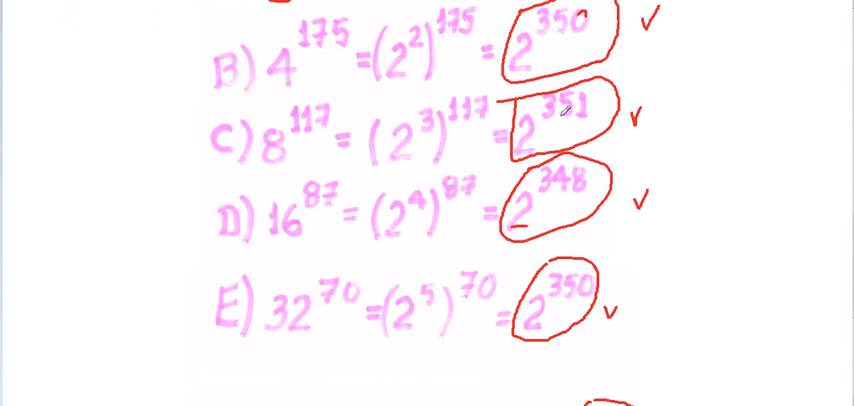 B) 4^175 = (2^2)^175 = 2^350 ✓
C) 8^117 = (2^3)^117 = 2^351 ✓
D) 16^87 = (2^4)^87 = 2^348 ✓
E) 32^70 = (2^5)^70 = 2^350 ✓